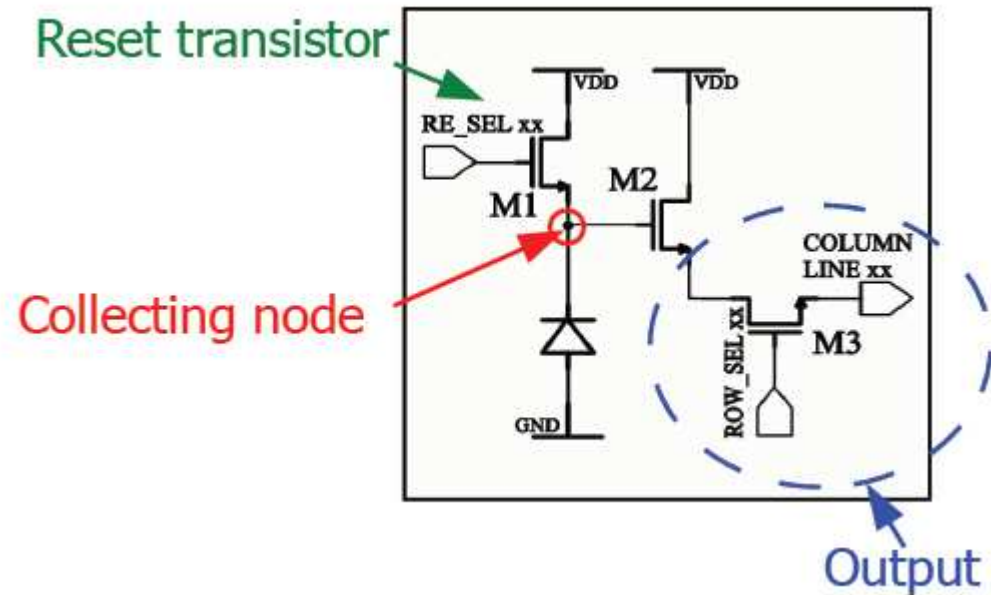 Reset transistor
VDD
VDD
RE_SEL xx
M1
M2
COLUMN
LINE xx
Collecting node
ROW_SEL xx
M3
GND
Output